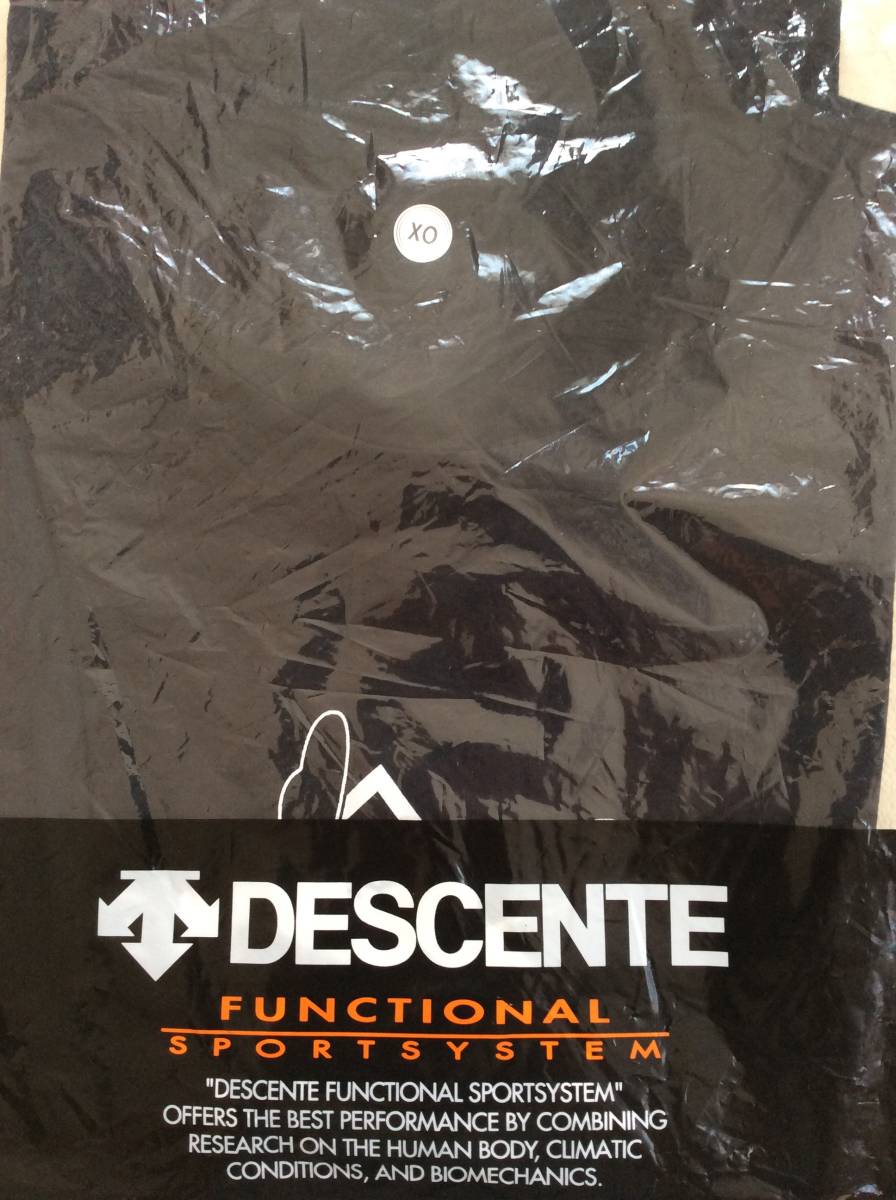 XO
DESCENTE
FUNCTIONAL
SPORTSYSTEM
"DESCENTE FUNCTIONAL SPORTSYSTEM"
OFFERS THE BEST PERFORMANCE BY COMBINING
RESEARCH ON THE HUMAN BODY, CLIMATIC
CONDITIONS, AND BIOMECHANICS.